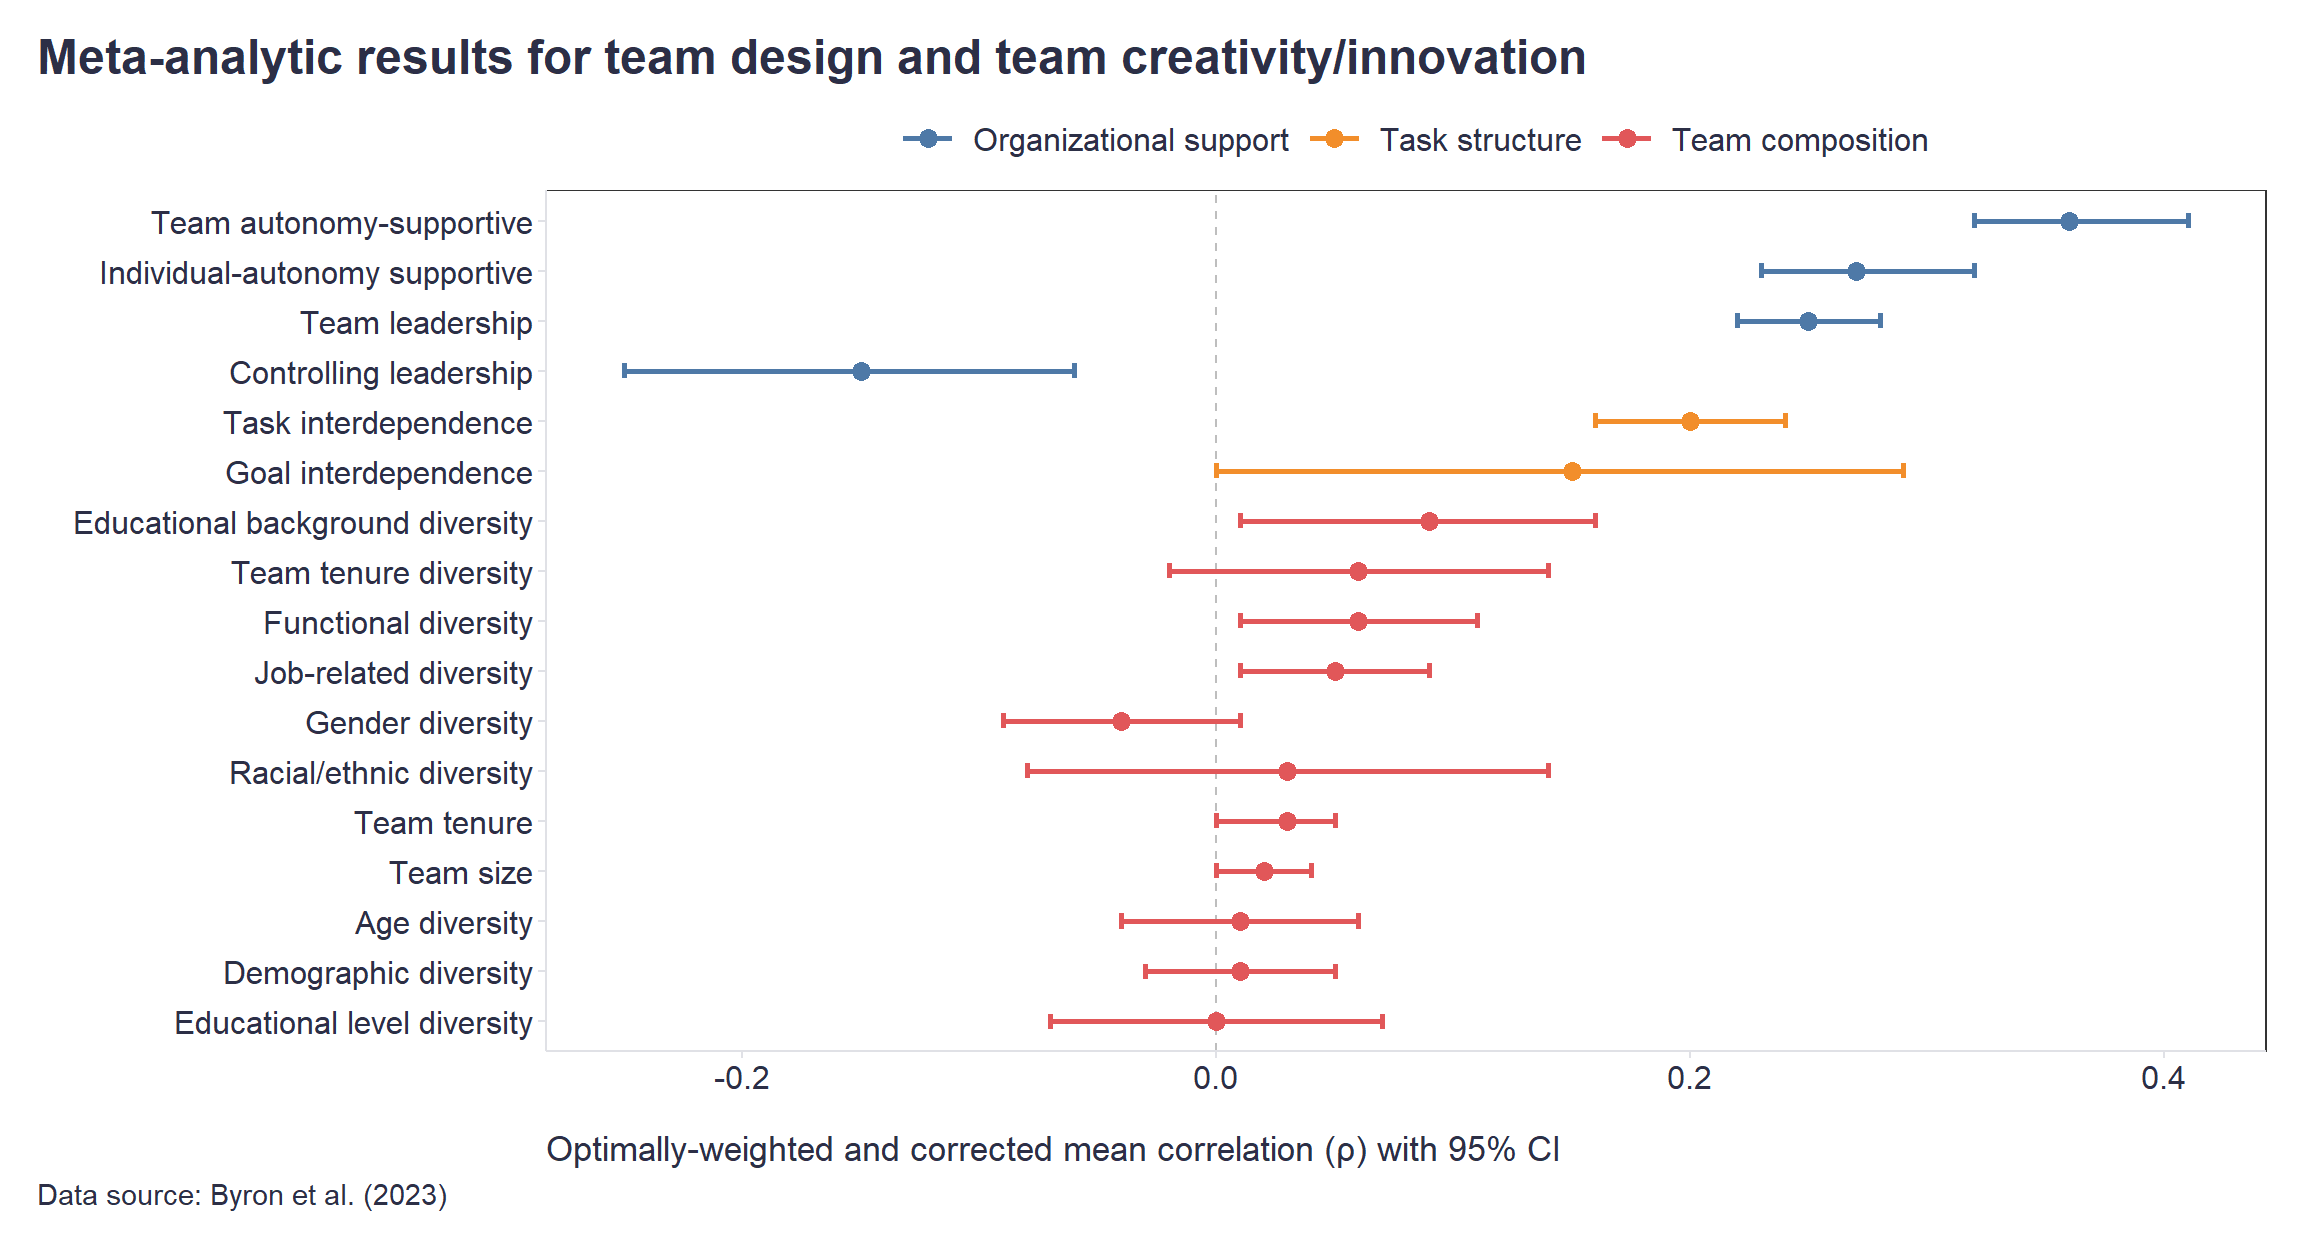 Meta-analytic results for team design and team creativity/innovation
Organizational support Task structure Team composition
Team autonomy-supportive
Individual-autonomy supportive
Team leadership
Controlling leadership
Task interdependence
Goal interdependence
Educational background diversity
Team tenure diversity
Functional diversity
Job-related diversity
Gender diversity
Racial/ethnic diversity
Team tenure
Team size
Age diversity
Demographic diversity
Educational level diversity
-0.2 0.0 0.2 0.4
Optimally-weighted and corrected mean correlation (ρ) with 95% CI
Data source: Byron et al. (2023)